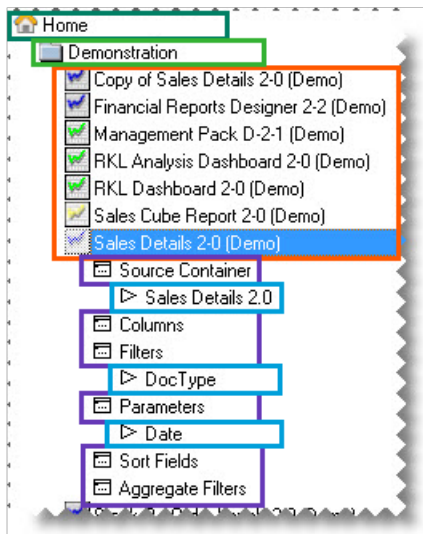 Home
Demonstration
Copy of Sales Details 2-0 (Demo)
Financial Reports Designer 2-2 (Demo)
Management Pack D-2-1 (Demo)
RKL Analysis Dashboard 2-0 (Demo)
RKL Dashboard 2-0 (Demo)
Sales Cube Report 2-0 (Demo)
Sales Details 2-0 (Demo)
Source Container
Sales Details 2.0
Columns
Filters
DocType
Parameters
Date
Sort Fields
Aggregate Filters